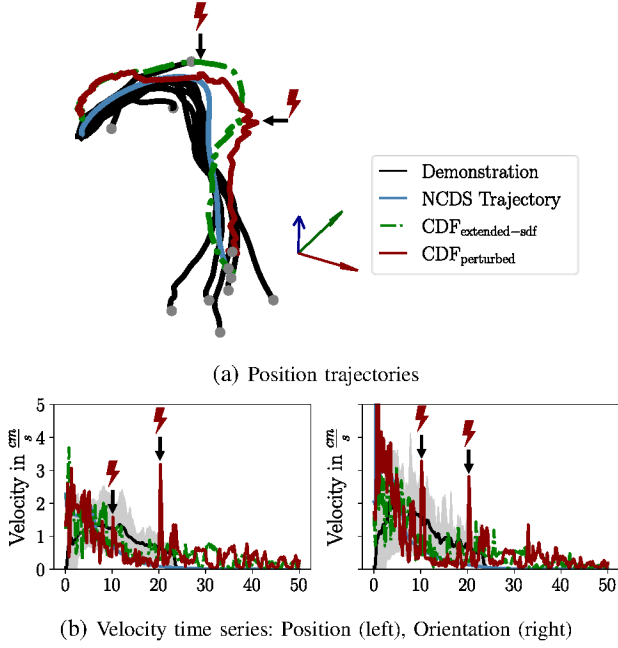 Demonstration
NCDS Trajectory
CDF_extended−sdf
CDF_perturbed
(a) Position trajectories
Velocity in cm/s
5
4
3
2
1
0
0 10 20 30 40 50
Velocity in cm/s
0 10 20 30 40 50
(b) Velocity time series: Position (left), Orientation (right)